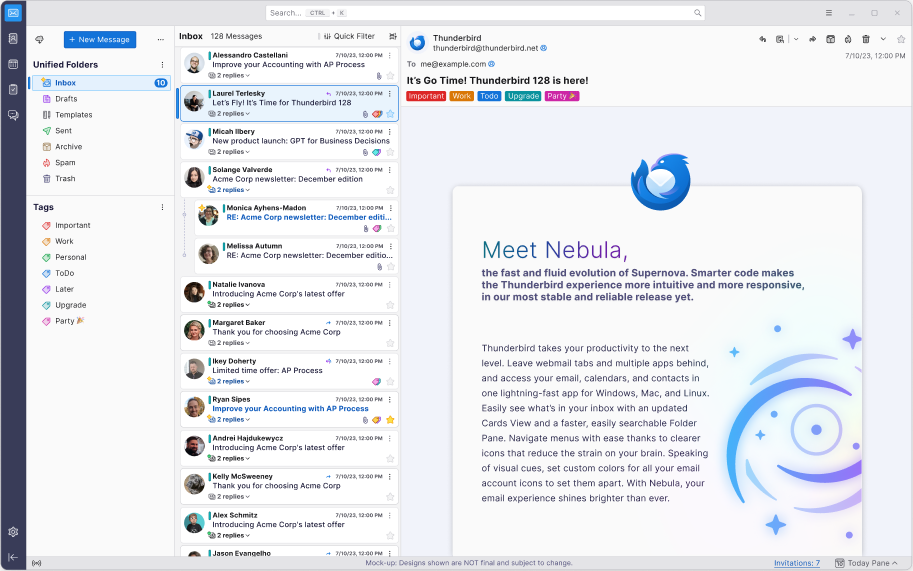 Search... CTRL + K
+ New Message
Unified Folders
Inbox 10
Drafts
Templates
Sent
Archive
Spam
Trash
Tags
Important
Work
Personal
ToDo
Later
Upgrade
Party 🎉
Inbox 128 Messages Quick Filter
Alessandro Castellani 7/10/23, 12:00 PM
Improve your Accounting with AP Process
2 replies
Laurel Terlesky 7/10/23, 12:00 PM
Let's Fly! It's Time for Thunderbird 128
2 replies
Micah Ilbery 7/10/23, 12:00 PM
New product launch: GPT for Business Decisions
2 replies
Solange Valverde 7/10/23, 12:00 PM
Acme Corp newsletter: December edition
2 replies
Monica Ayhens-Madon 7/10/23, 12:00 PM
RE: Acme Corp newsletter: December editi...
Melissa Autumn 7/10/23, 12:00 PM
RE: Acme Corp newsletter: December editio...
Natalie Ivanova 7/10/23, 12:00 PM
Introducing Acme Corp's latest offer
2 replies
Margaret Baker 7/10/23, 12:00 PM
Thank you for choosing Acme Corp
2 replies
Ikey Doherty 7/10/23, 12:00 PM
Limited time offer: AP Process
2 replies
Ryan Sipes 7/10/23, 12:00 PM
Improve your Accounting with AP Process
2 replies
Andrei Hajdukewycz 7/10/23, 12:00 PM
Introducing Acme Corp's latest offer
2 replies
Kelly McSweeney 7/10/23, 12:00 PM
Thank you for choosing Acme Corp
2 replies
Alex Schmitz 7/10/23, 12:00 PM
Introducing Acme Corp's latest offer
2 replies
Jason Evangelho 7/10/23, 12:00 PM
Thunderbird
thunderbird@thunderbird.net
7/10/23, 12:00 PM
To me@example.com
It's Go Time! Thunderbird 128 is here!
Important Work Todo Upgrade Party 🎉
Meet Nebula,
the fast and fluid evolution of Supernova. Smarter code makes
the Thunderbird experience more intuitive and more responsive,
in our most stable and reliable release yet.
Thunderbird takes your productivity to the next
level. Leave webmail tabs and multiple apps behind,
and access your email, calendars, and contacts in
one lightning-fast app for Windows, Mac, and Linux.
Easily see what's in your inbox with an updated
Cards View and a faster, easily searchable Folder
Pane. Navigate menus with ease thanks to clearer
icons that reduce the strain on your brain. Speaking
of visual cues, set custom colors for all your email
account icons to set them apart. With Nebula, your
email experience shines brighter than ever.
Mock-up: Designs shown are NOT final and subject to change.
Invitations: 7 Today Pane